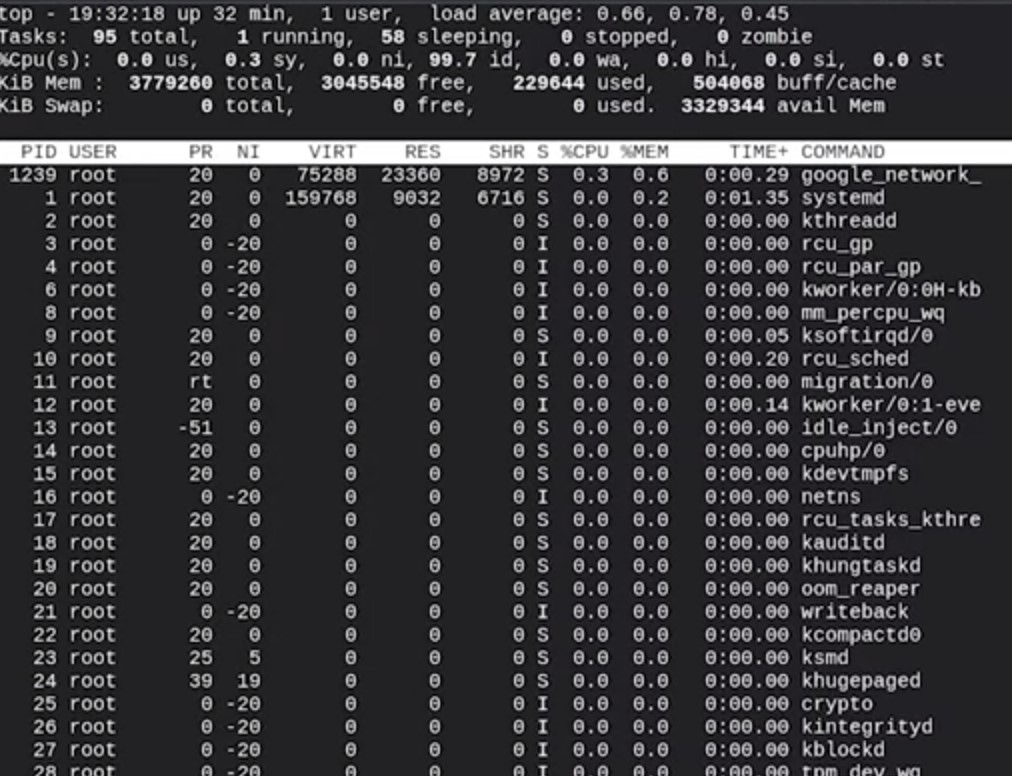 top - 19:32:18 up 32 min,  1 user,  load average: 0.66, 0.78, 0.45
Tasks:  95 total,   1 running,  58 sleeping,   0 stopped,   0 zombie
%Cpu(s):  0.0 us,  0.3 sy,  0.0 ni, 99.7 id,  0.0 wa,  0.0 hi,  0.0 si,  0.0 st
KiB Mem :  3779260 total,  3045548 free,   229644 used,   504068 buff/cache
KiB Swap:        0 total,        0 free,        0 used.  3329344 avail Mem
PID USER      PR  NI    VIRT    RES    SHR S %CPU %MEM     TIME+ COMMAND
1239 root      20   0   75288  23360   8972 S  0.3  0.6   0:00.29 google_network_
1 root      20   0  159768   9032   6716 S  0.0  0.2   0:01.35 systemd
2 root      20   0       0      0      0 S  0.0  0.0   0:00.00 kthreadd
3 root       0 -20       0      0      0 I  0.0  0.0   0:00.00 rcu_gp
4 root       0 -20       0      0      0 I  0.0  0.0   0:00.00 rcu_par_gp
6 root       0 -20       0      0      0 I  0.0  0.0   0:00.00 kworker/0:0H-kb
8 root       0 -20       0      0      0 I  0.0  0.0   0:00.00 mm_percpu_wq
9 root      20   0       0      0      0 S  0.0  0.0   0:00.05 ksoftirqd/0
10 root      20   0       0      0      0 I  0.0  0.0   0:00.20 rcu_sched
11 root      rt   0       0      0      0 S  0.0  0.0   0:00.00 migration/0
12 root      20   0       0      0      0 I  0.0  0.0   0:00.14 kworker/0:1-eve
13 root     -51   0       0      0      0 S  0.0  0.0   0:00.00 idle_inject/0
14 root      20   0       0      0      0 S  0.0  0.0   0:00.00 cpuhp/0
15 root      20   0       0      0      0 S  0.0  0.0   0:00.00 kdevtmpfs
16 root       0 -20       0      0      0 I  0.0  0.0   0:00.00 netns
17 root      20   0       0      0      0 S  0.0  0.0   0:00.00 rcu_tasks_kthre
18 root      20   0       0      0      0 S  0.0  0.0   0:00.00 kauditd
19 root      20   0       0      0      0 S  0.0  0.0   0:00.00 khungtaskd
20 root      20   0       0      0      0 S  0.0  0.0   0:00.00 oom_reaper
21 root       0 -20       0      0      0 I  0.0  0.0   0:00.00 writeback
22 root      20   0       0      0      0 S  0.0  0.0   0:00.00 kcompactd0
23 root      25   5       0      0      0 S  0.0  0.0   0:00.00 ksmd
24 root      39  19       0      0      0 S  0.0  0.0   0:00.00 khugepaged
25 root       0 -20       0      0      0 I  0.0  0.0   0:00.00 crypto
26 root       0 -20       0      0      0 I  0.0  0.0   0:00.00 kintegrityd
27 root       0 -20       0      0      0 I  0.0  0.0   0:00.00 kblockd
28 root       0 -20       0      0      0 I  0.0  0.0   0:00.00 tpm_dev_wq